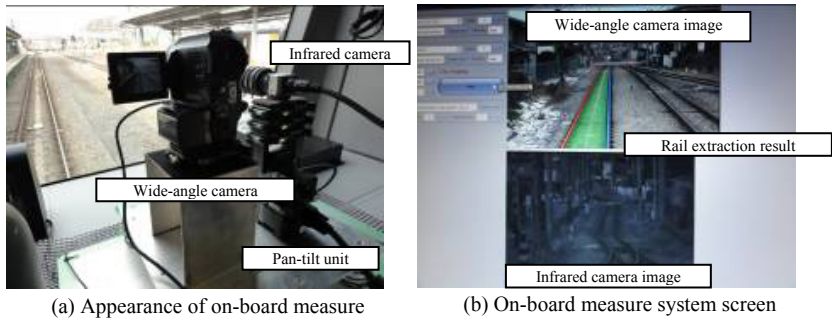 Infrared camera
Wide-angle camera
Pan-tilt unit
(a) Appearance of on-board measure
Wide-angle camera image
Rail extraction result
Infrared camera image
(b) On-board measure system screen